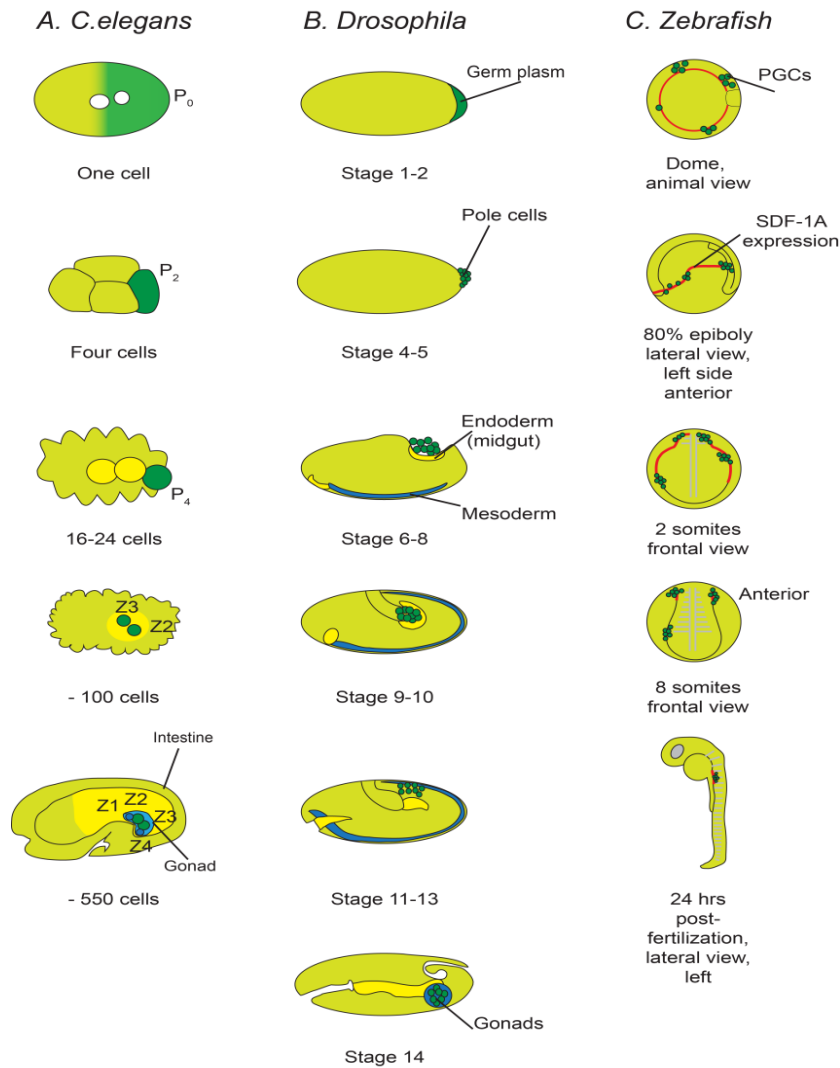 A. C.elegans
B. Drosophila
C. Zebrafish
P0
One cell
Germ plasm
Stage 1-2
PGCs
Dome,
animal view
P2
Four cells
Pole cells
Stage 4-5
SDF-1A
expression
80% epiboly
lateral view,
left side
anterior
P4
16-24 cells
Endoderm
(midgut)
Mesoderm
Stage 6-8
2 somites
frontal view
Z3
Z2
- 100 cells
Stage 9-10
Anterior
8 somites
frontal view
Intestine
Z1
Z2
Z3
Z4
Gonad
- 550 cells
Stage 11-13
24 hrs
post-
fertilization,
lateral view,
left
Gonads
Stage 14